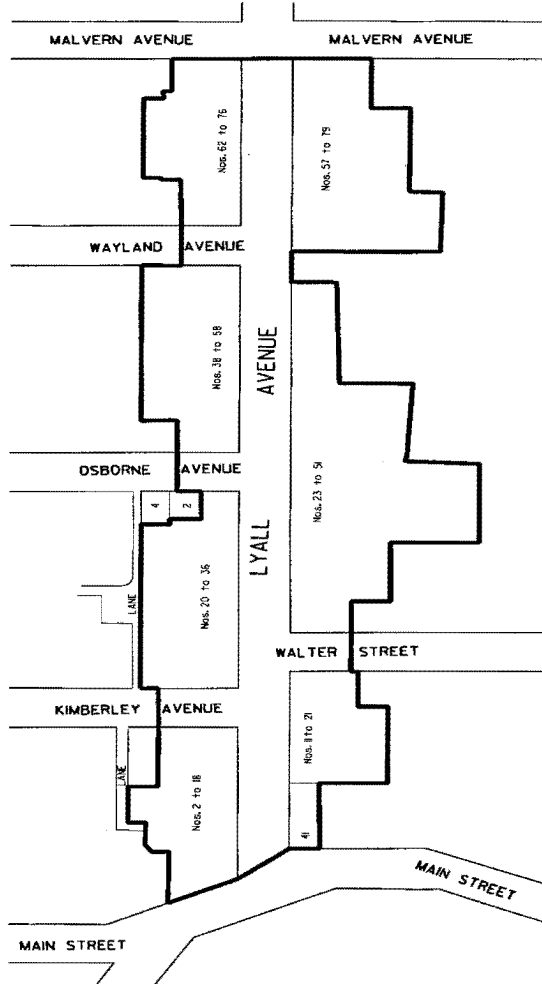 MALVERN AVENUE
MALVERN AVENUE
Nos. 62 to 76
Nos. 57 to 79
WAYLAND AVENUE
Nos. 38 to 58
AVENUE
OSBORNE AVENUE
Nos. 23 to 51
4
2
LYALL
Nos. 20 to 36
LANE
WALTER STREET
KIMBERLEY AVENUE
Nos. 11 to 21
LANE
Nos. 2 to 18
41
MAIN STREET
MAIN STREET